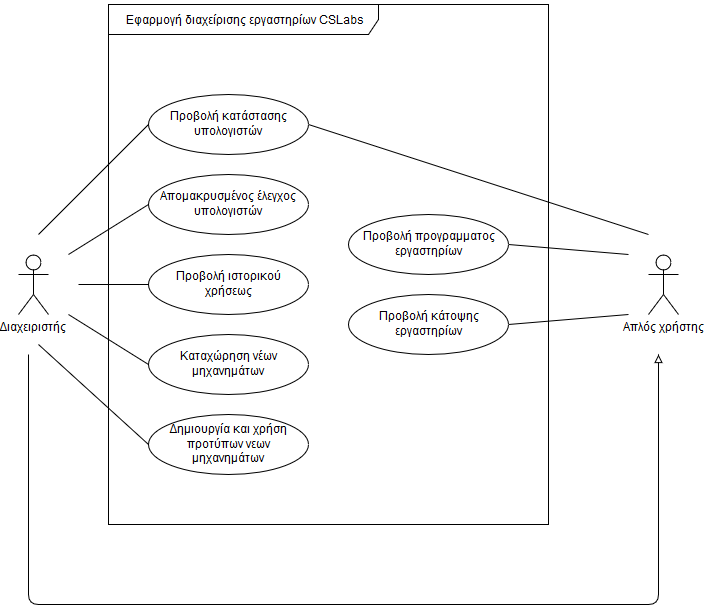 Εφαρμογή διαχείρισης εργαστηρίων CSLabs
Προβολή κατάστασης
υπολογιστών
Απομακρυσμένος έλεγχος
υπολογιστών
Προβολή προγραμματος
εργαστηρίων
Προβολή ιστορικού
χρήσεως
Προβολή κάτοψης
εργαστηρίων
Διαχειριστής
Απλός χρήστης
Καταχώρηση νέων
μηχανημάτων
Δημιουργία και χρήση
προτύπων νεων
μηχανημάτων